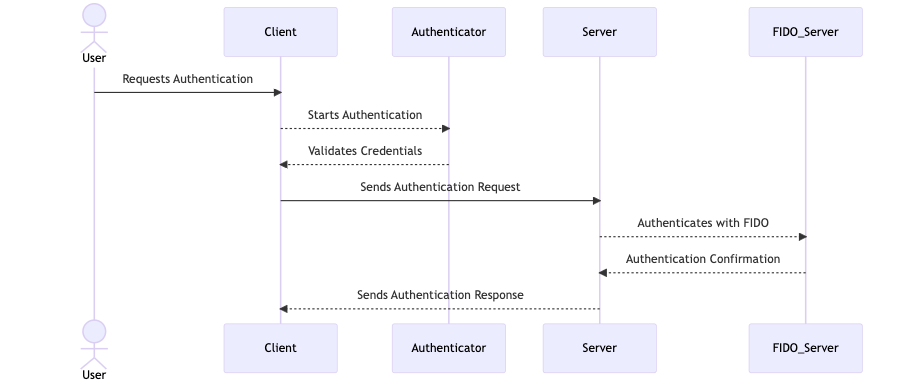 Client
Authenticator
Server
FIDO_Server
User
Requests Authentication
Starts Authentication
Validates Credentials
Sends Authentication Request
Authenticates with FIDO
Authentication Confirmation
Sends Authentication Response
Client
Authenticator
Server
FIDO_Server
User